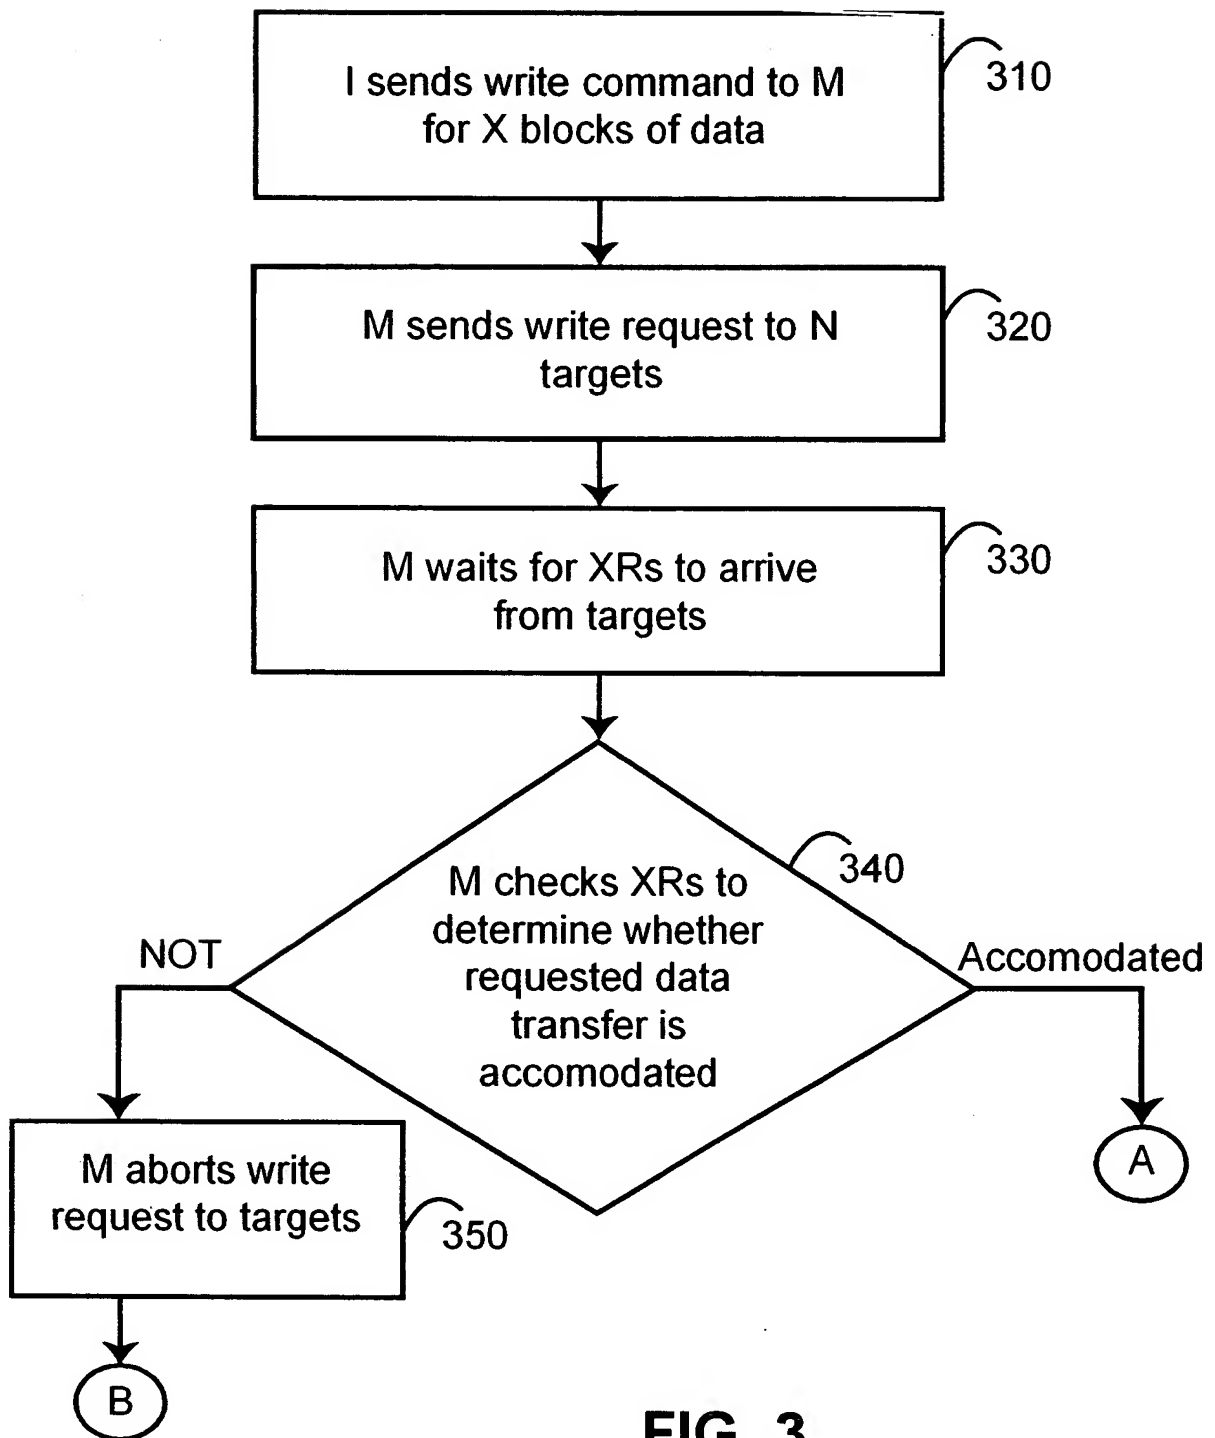 I sends write command to M
for X blocks of data
310
M sends write request to N
targets
320
M waits for XRs to arrive
from targets
330
M checks XRs to
determine whether
requested data
transfer is
accomodated
340
NOT
Accomodated
M aborts write
request to targets
350
A
B
FIG. 3